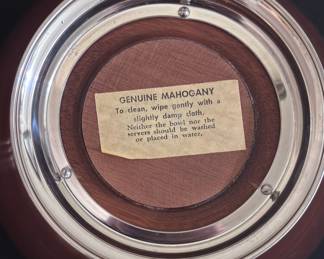 GENUINE MAHOGANY
To clean, wipe gently with a
slightly damp cloth.
Neither the bowl nor the
servers should be washed
or placed in water.